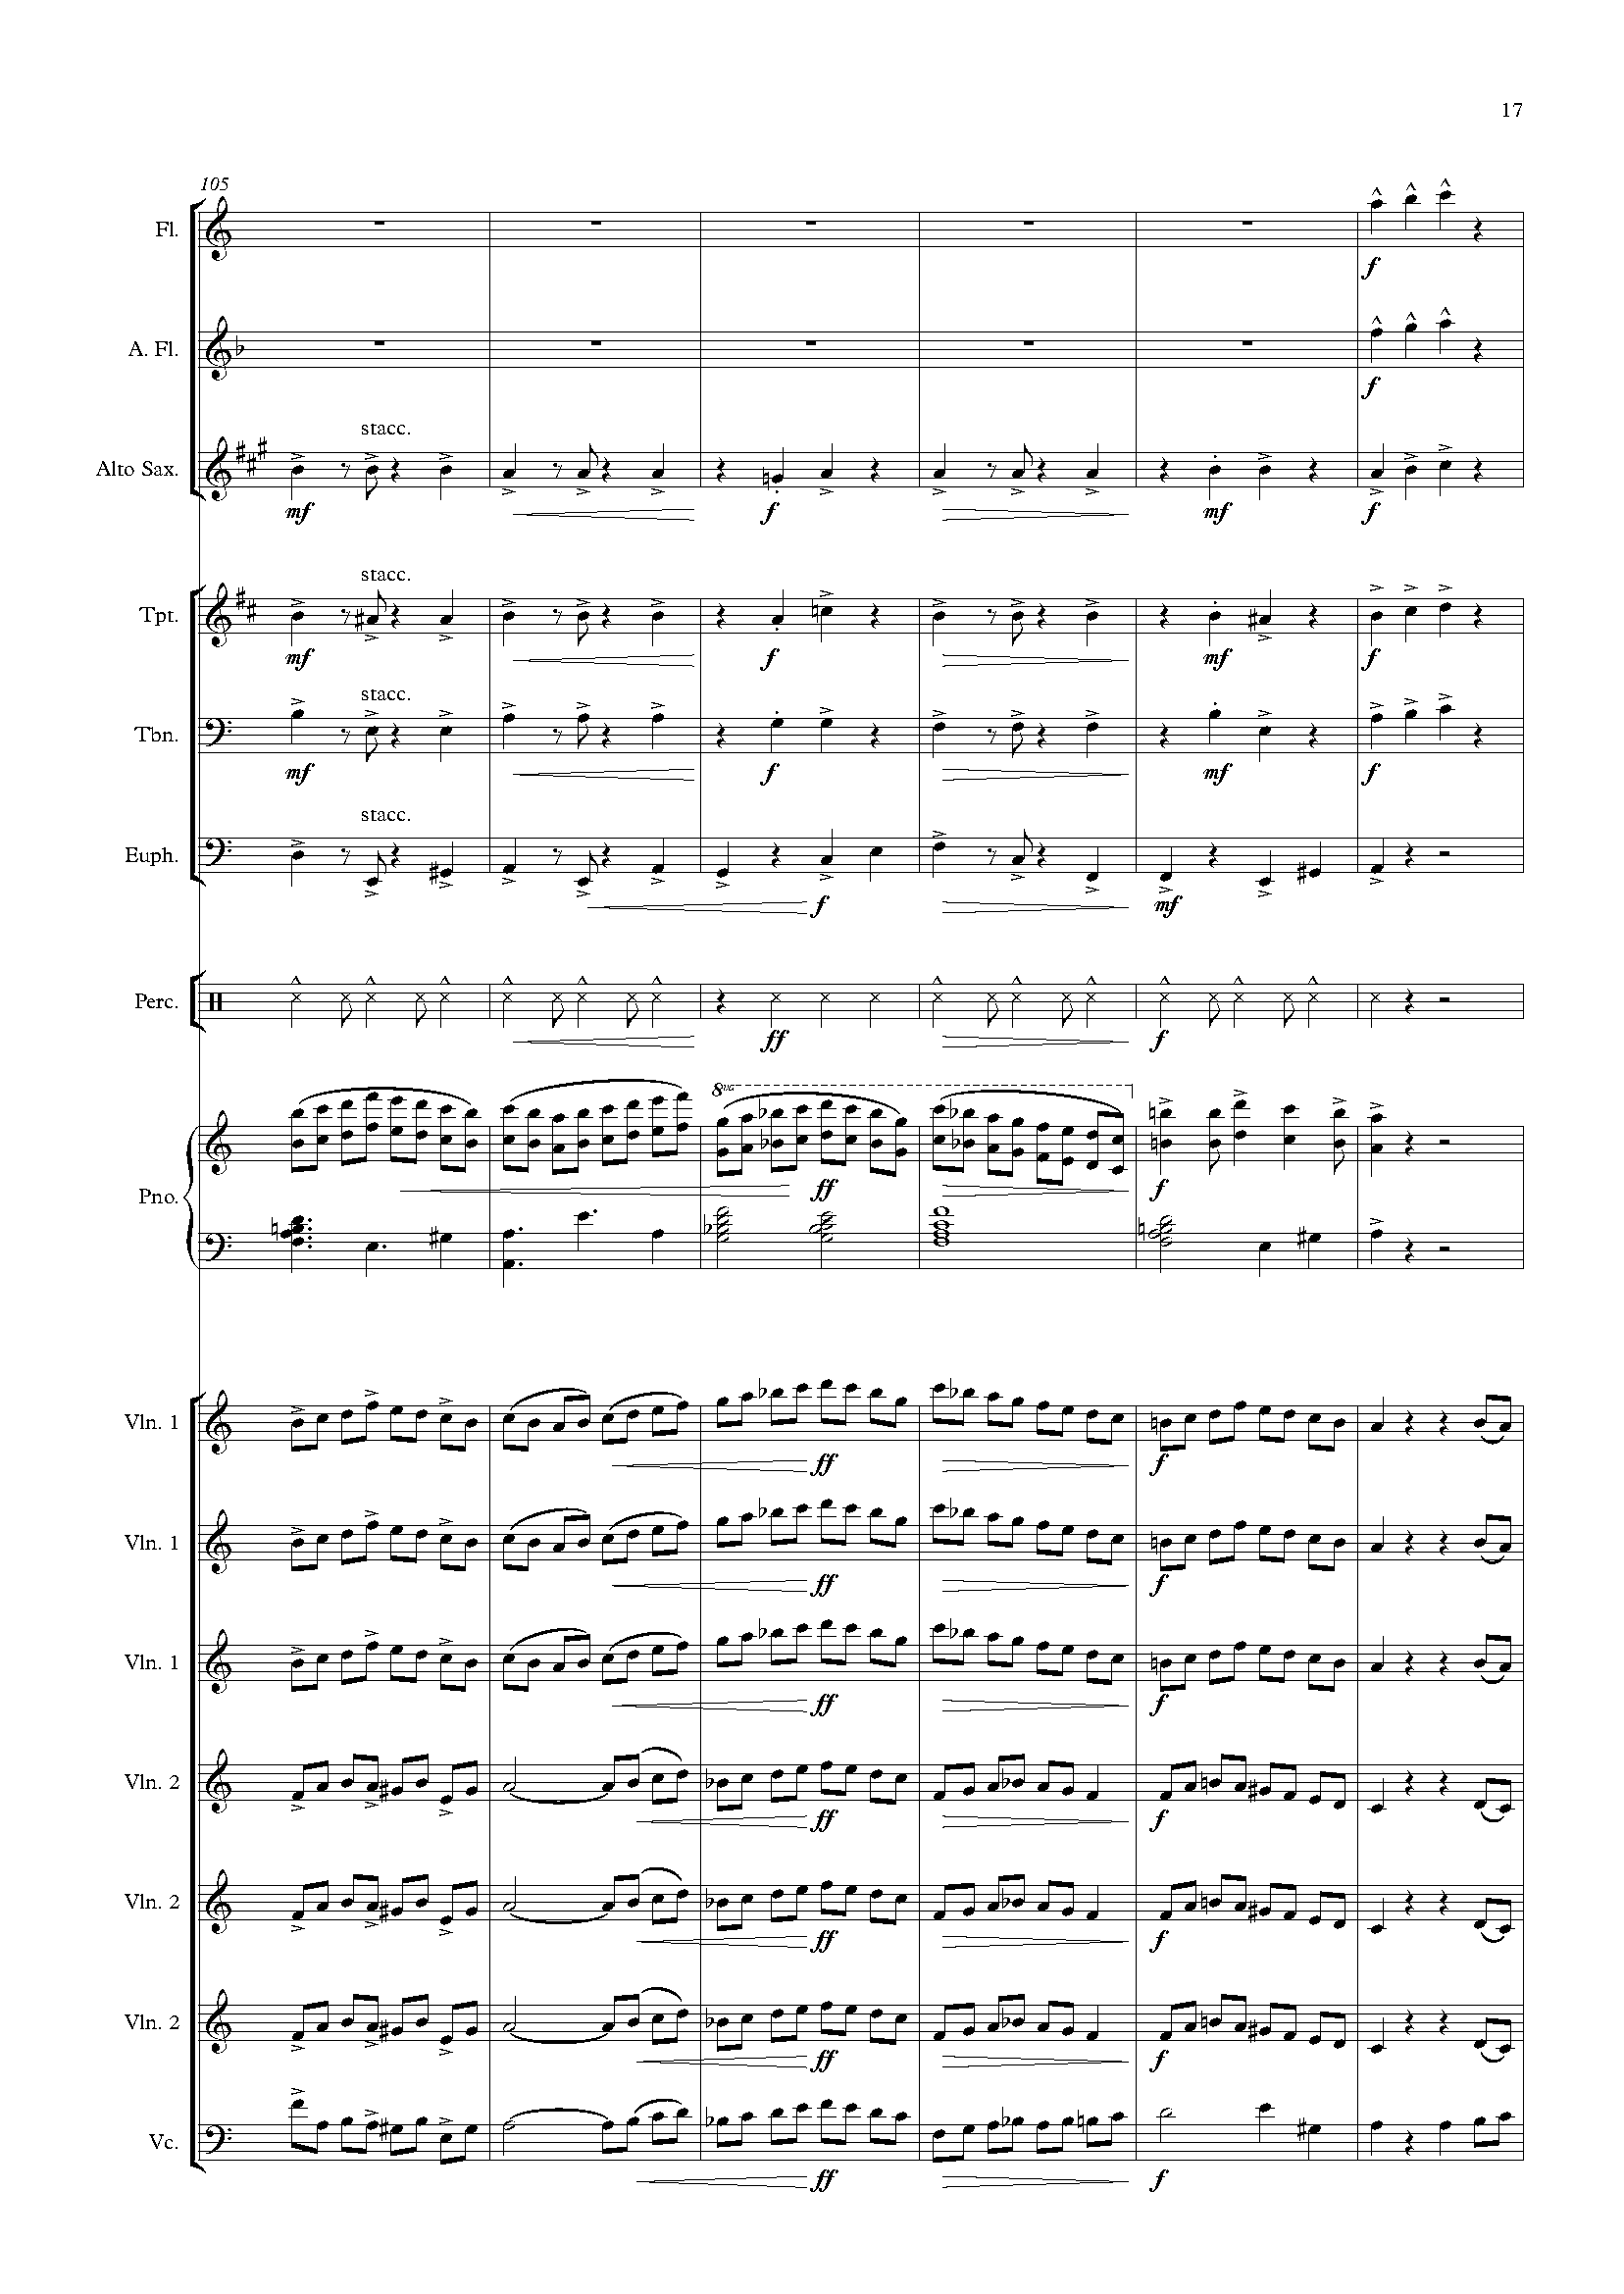 17
105
Fl.
f
A. Fl.
f
stacc.
Alto Sax.
mf f mf f
stacc.
Tpt.
mf f mf f
stacc.
Tbn.
mf f mf f
stacc.
Euph.
f mf
Perc.
ff f
8va
Pno.
ff f
Vln. 1
ff f
Vln. 1
ff f
Vln. 1
ff f
Vln. 2
ff f
Vln. 2
ff f
Vln. 2
ff f
Vc.
ff f